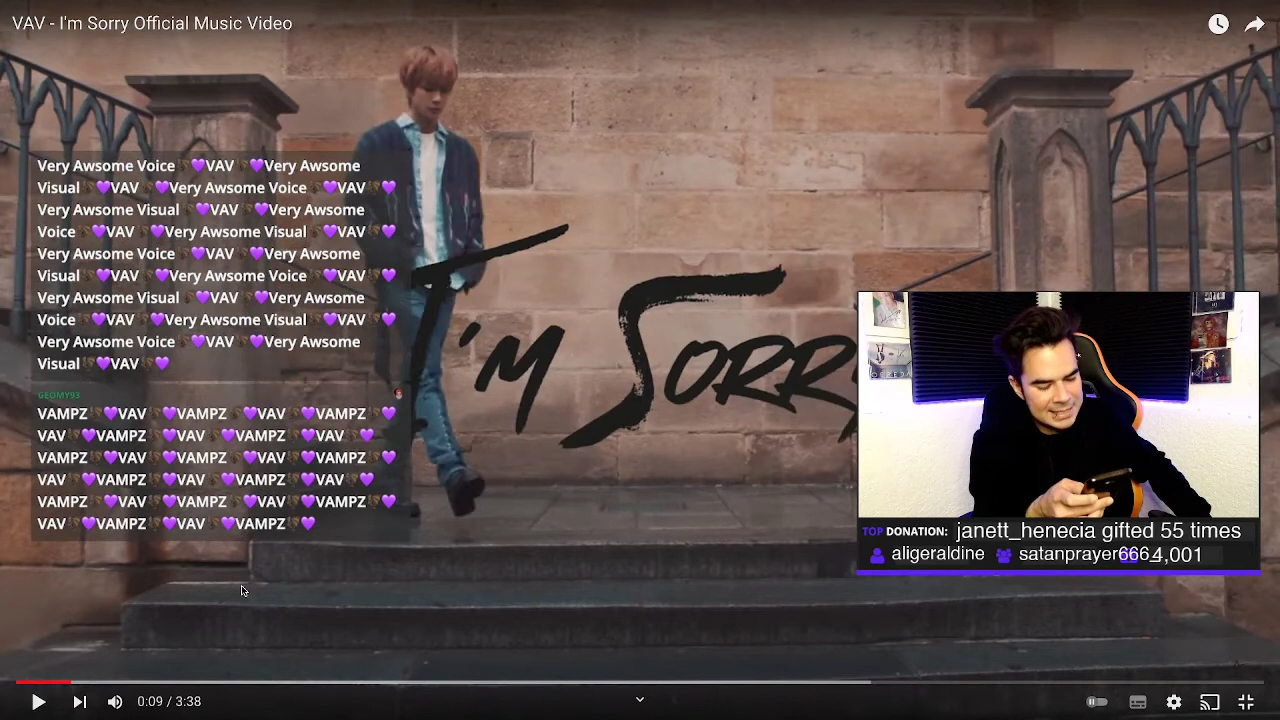 VAV - I'm Sorry Official Music Video
Very Awsome Voice 💜VAV 💜Very Awsome
Visual 💜VAV 💜Very Awsome Voice 💜VAV 💜
Very Awsome Visual 💜VAV 💜Very Awsome
Voice 💜VAV 💜Very Awsome Visual 💜VAV 💜
Very Awsome Voice 💜VAV 💜Very Awsome
Visual 💜VAV 💜Very Awsome Voice 💜VAV 💜
Very Awsome Visual 💜VAV 💜Very Awsome
Voice 💜VAV 💜Very Awsome Visual 💜VAV 💜
Very Awsome Voice 💜VAV 💜Very Awsome
Visual 💜VAV 💜
GEOMY93
VAMPZ 💜VAV 💜VAMPZ 💜VAV 💜VAMPZ 💜
VAV 💜VAMPZ 💜VAV 💜VAMPZ 💜VAV 💜
VAMPZ 💜VAV 💜VAMPZ 💜VAV 💜VAMPZ 💜
VAV 💜VAMPZ 💜VAV 💜VAMPZ 💜VAV 💜
VAMPZ 💜VAV 💜VAMPZ 💜VAV 💜VAMPZ 💜
VAV 💜VAMPZ 💜VAV 💜VAMPZ 💜
I'M SORRY
TOP DONATION: janett_henecia gifted 55 times
aligeraldine satanprayer666 4,001
0:09 / 3:38